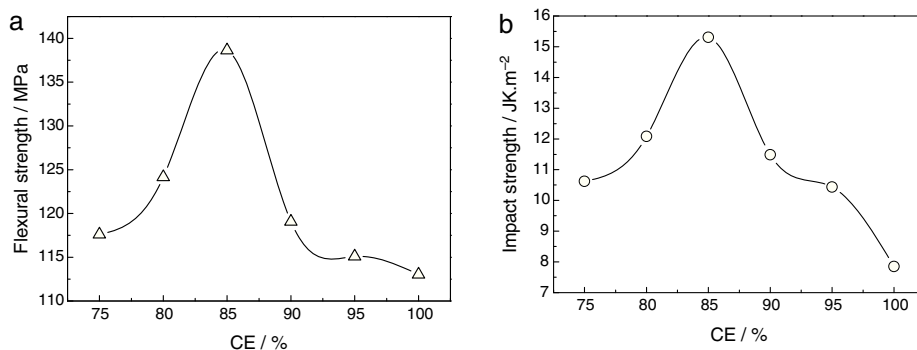 a
140
135
130
125
120
115
110
Flexural strength / MPa
75 80 85 90 95 100
CE / %
b
16
15
14
13
12
11
10
9
8
7
Impact strength / JK.m⁻²
75 80 85 90 95 100
CE / %